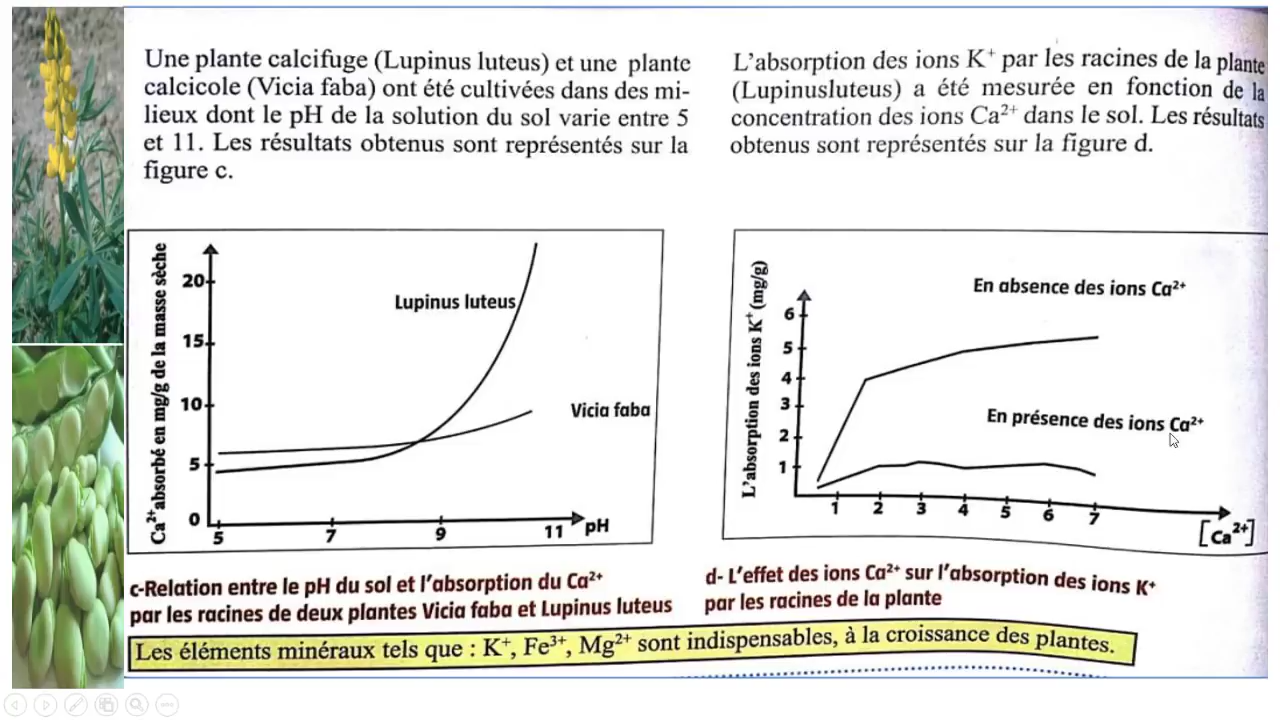 Une plante calcifuge (Lupinus luteus) et une plante
calcicole (Vicia faba) ont été cultivées dans des mi-
lieux dont le pH de la solution du sol varie entre 5
et 11. Les résultats obtenus sont représentés sur la
figure c.
L'absorption des ions K⁺ par les racines de la plante
(Lupinusluteus) a été mesurée en fonction de la
concentration des ions Ca²⁺ dans le sol. Les résultats
obtenus sont représentés sur la figure d.
Ca²⁺absorbé en mg/g de la masse sèche
20
15
10
5
0
5
7
9
11
pH
Lupinus luteus
Vicia faba
L'absorption des ions K⁺ (mg/g)
6
5
4
3
2
1
1
2
3
4
5
6
7
[Ca²⁺]
En absence des ions Ca²⁺
En présence des ions Ca²⁺
c-Relation entre le pH du sol et l'absorption du Ca²⁺
par les racines de deux plantes Vicia faba et Lupinus luteus
d- L'effet des ions Ca²⁺ sur l'absorption des ions K⁺
par les racines de la plante
Les éléments minéraux tels que : K⁺, Fe³⁺, Mg²⁺ sont indispensables, à la croissance des plantes.